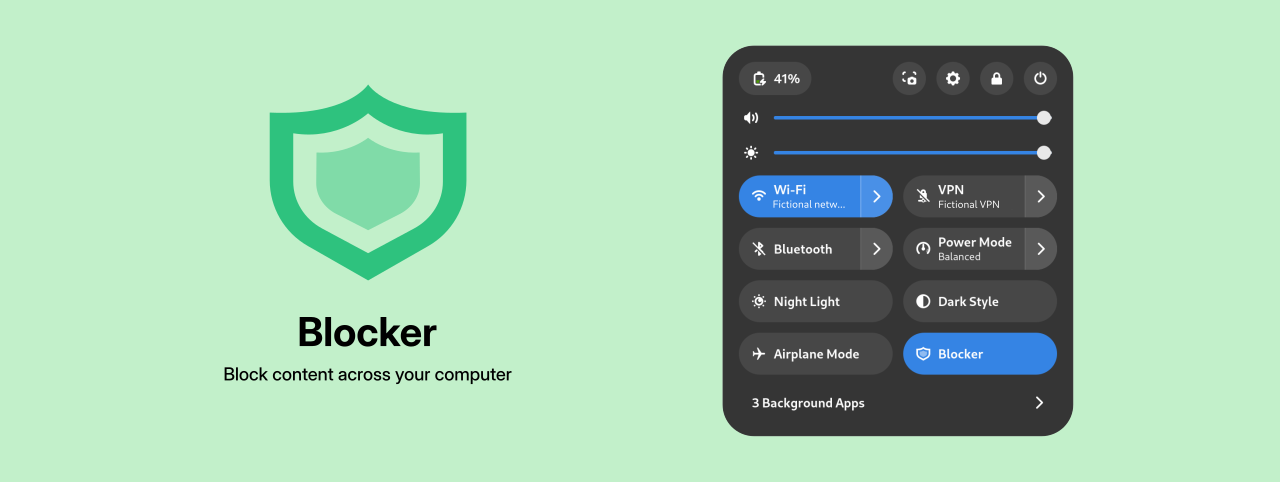 Blocker
Block content across your computer
41%
Wi-Fi
Fictional netw...
VPN
Fictional VPN
Bluetooth
Power Mode
Balanced
Night Light
Dark Style
Airplane Mode
Blocker
3 Background Apps